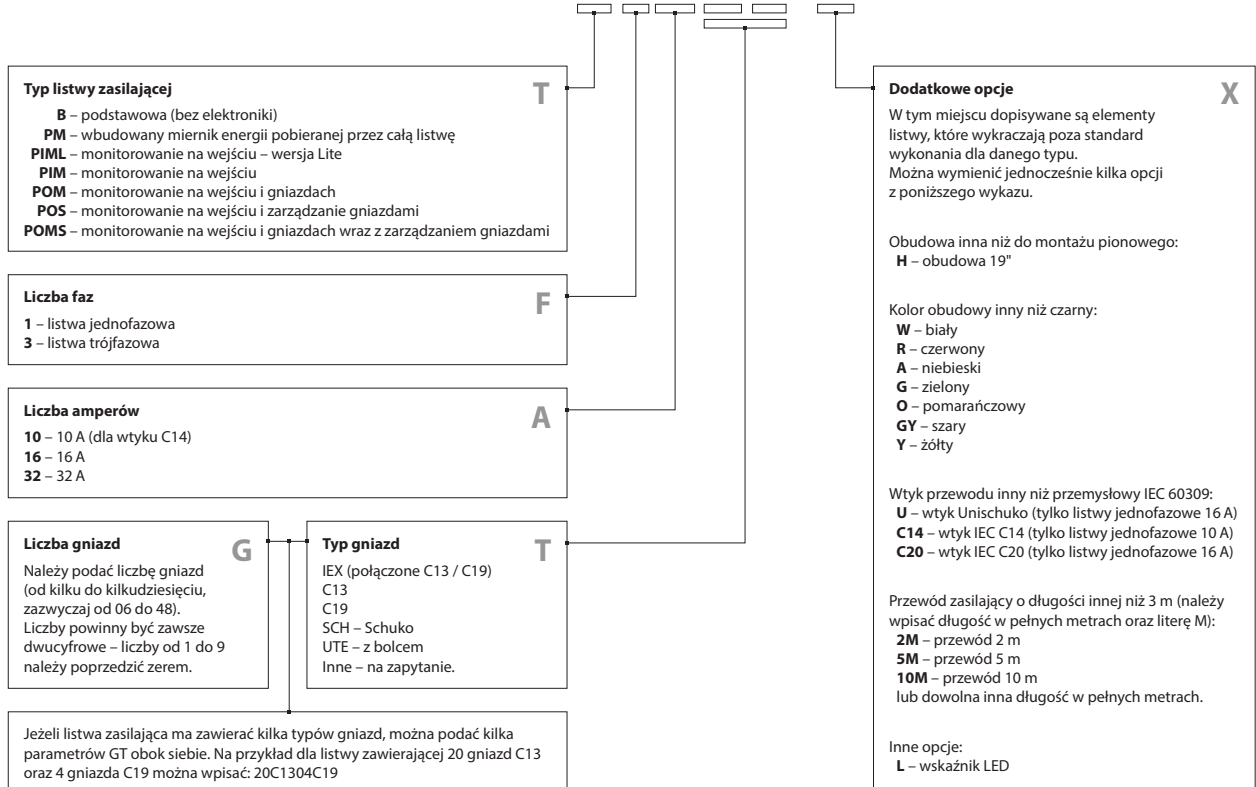 Typ listwy zasilającej
T
B – podstawowa (bez elektroniki)
PM – wbudowany miernik energii pobieranej przez całą listwę
PIML – monitorowanie na wejściu – wersja Lite
PIM – monitorowanie na wejściu
POM – monitorowanie na wejściu i gniazdach
POS – monitorowanie na wejściu i zarządzanie gniazdami
POMS – monitorowanie na wejściu i gniazdach wraz z zarządzaniem gniazdami
Liczba faz
F
1 – listwa jednofazowa
3 – listwa trójfazowa
Liczba amperów
A
10 – 10 A (dla wtyku C14)
16 – 16 A
32 – 32 A
Liczba gniazd
G
Należy podać liczbę gniazd
(od kilku do kilkudziesięciu,
zazwyczaj od 06 do 48).
Liczby powinny być zawsze
dwucyfrowe – liczby od 1 do 9
należy poprzedzić zerem.
Typ gniazd
T
IEX (połączone C13 / C19)
C13
C19
SCH – Schuko
UTE – z bolcem
Inne – na zapytanie.
Jeżeli listwa zasilająca ma zawierać kilka typów gniazd, można podać kilka
parametrów GT obok siebie. Na przykład dla listwy zawierającej 20 gniazd C13
oraz 4 gniazda C19 można wpisać: 20C1304C19
Dodatkowe opcje
X
W tym miejscu dopisywane są elementy
listwy, które wykraczają poza standard
wykonania dla danego typu.
Można wymienić jednocześnie kilka opcji
z poniższego wykazu.
Obudowa inna niż do montażu pionowego:
H – obudowa 19"
Kolor obudowy inny niż czarny:
W – biały
R – czerwony
A – niebieski
G – zielony
O – pomarańczowy
GY – szary
Y – żółty
Wtyk przewodu inny niż przemysłowy IEC 60309:
U – wtyk Unischuko (tylko listwy jednofazowe 16 A)
C14 – wtyk IEC C14 (tylko listwy jednofazowe 10 A)
C20 – wtyk IEC C20 (tylko listwy jednofazowe 16 A)
Przewód zasilający o długości innej niż 3 m (należy
wpisać długość w pełnych metrach oraz literę M):
2M – przewód 2 m
5M – przewód 5 m
10M – przewód 10 m
lub dowolna inna długość w pełnych metrach.
Inne opcje:
L – wskaźnik LED